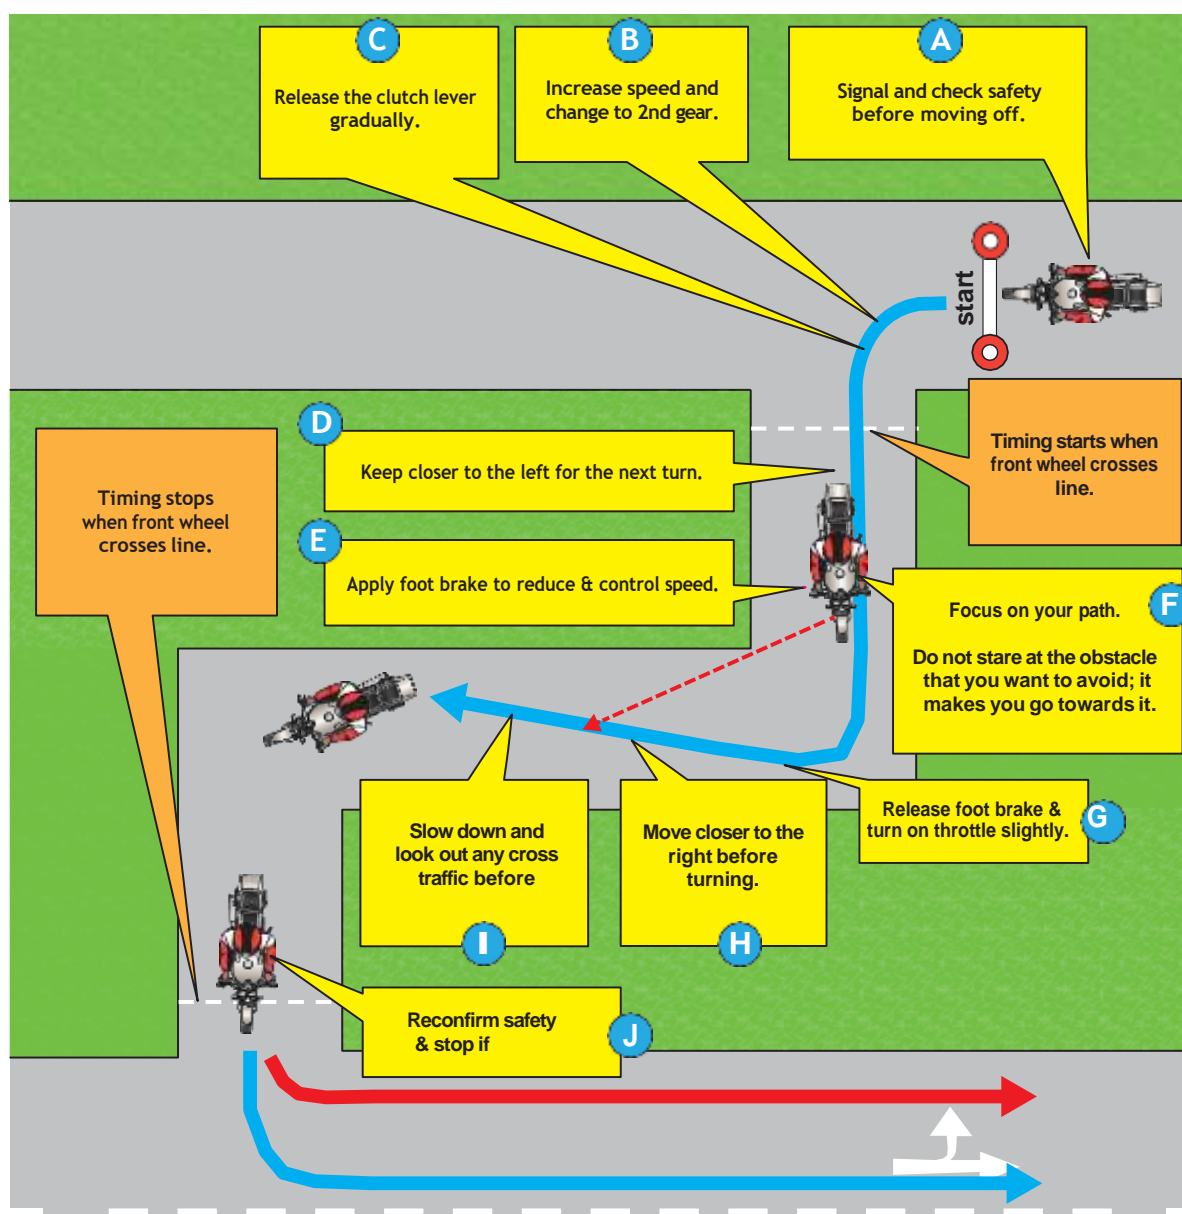 C
Release the clutch lever
gradually.
B
Increase speed and
change to 2nd gear.
A
Signal and check safety
before moving off.
start
D
Keep closer to the left for the next turn.
Timing starts when
front wheel crosses
line.
Timing stops
when front wheel
crosses line.
E
Apply foot brake to reduce & control speed.
F
Focus on your path.
Do not stare at the obstacle
that you want to avoid; it
makes you go towards it.
Release foot brake &
turn on throttle slightly.
G
Slow down and
look out any cross
traffic before
I
Move closer to the
right before
turning.
H
Reconfirm safety
& stop if
J